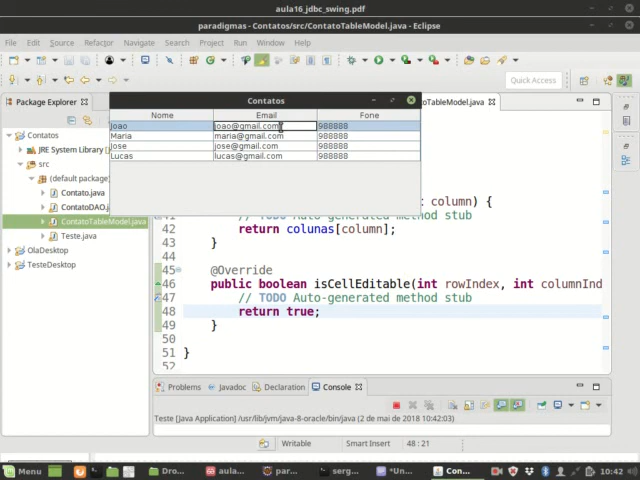 aula16_jdbc_swing.pdf
paradigmas - Contatos/src/ContatoTableModel.java - Eclipse
File Edit Source Refactor Navigate Search Project Run Window Help
Quick Access
Package Explorer
toTableModel.java
Contatos
JRE System Library [
src
(default package)
Contato.java
ContatoDAO.j
ContatoTableModel.java
Teste.java
OlaDesktop
TesteDesktop
Contatos
Name Email Fone
Joao joao@gmail.com 988888
Maria maria@gmail.com 988888
Jose jose@gmail.com 988888
Lucas lucas@gmail.com 988888
column) {
41 // TODO Auto-generated method stub
42 return colunas[column];
43 }
44
45 @Override
46 public boolean isCellEditable(int rowIndex, int columnInd
47 // TODO Auto-generated method stub
48 return true;
49 }
50
51 }
52
Problems Javadoc Declaration Console
Teste [Java Application] /usr/lib/jvm/java-8-oracle/bin/java (2 de mai de 2018 10:42:03)
Writable Smart Insert 48 : 21
Menu Dro... aula... par... serg... *Un... Con... 10:42